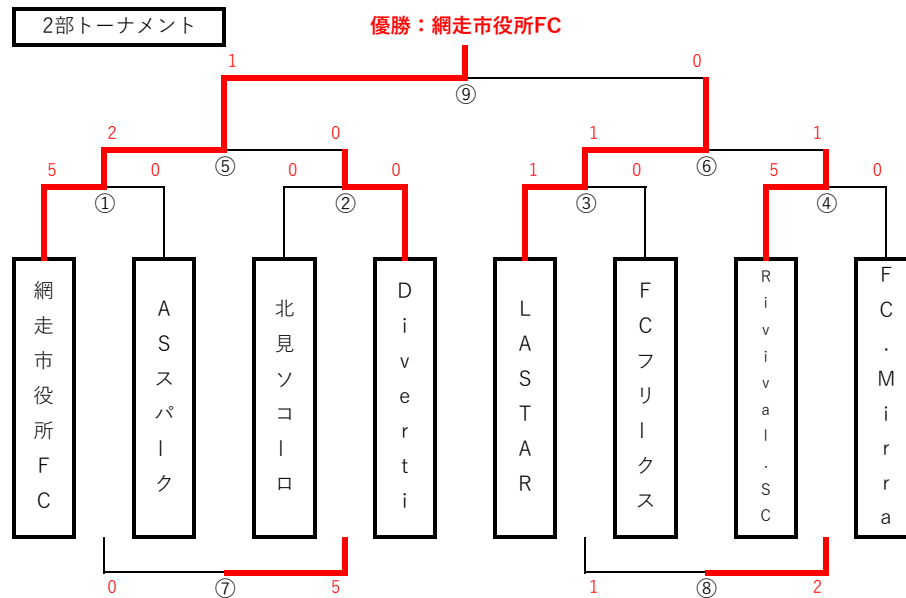 2部トーナメント
優勝：網走市役所FC
1
0
⑨
2
0
1
1
⑤
⑥
5
0
0
0
1
0
5
0
①
②
③
④
網走市役所FC
ASスパーク
北見ソコーロ
Diverti
LASTAR
FCフリークス
Rivival.SC
FC.Mirra
0
⑦
5
1
⑧
2